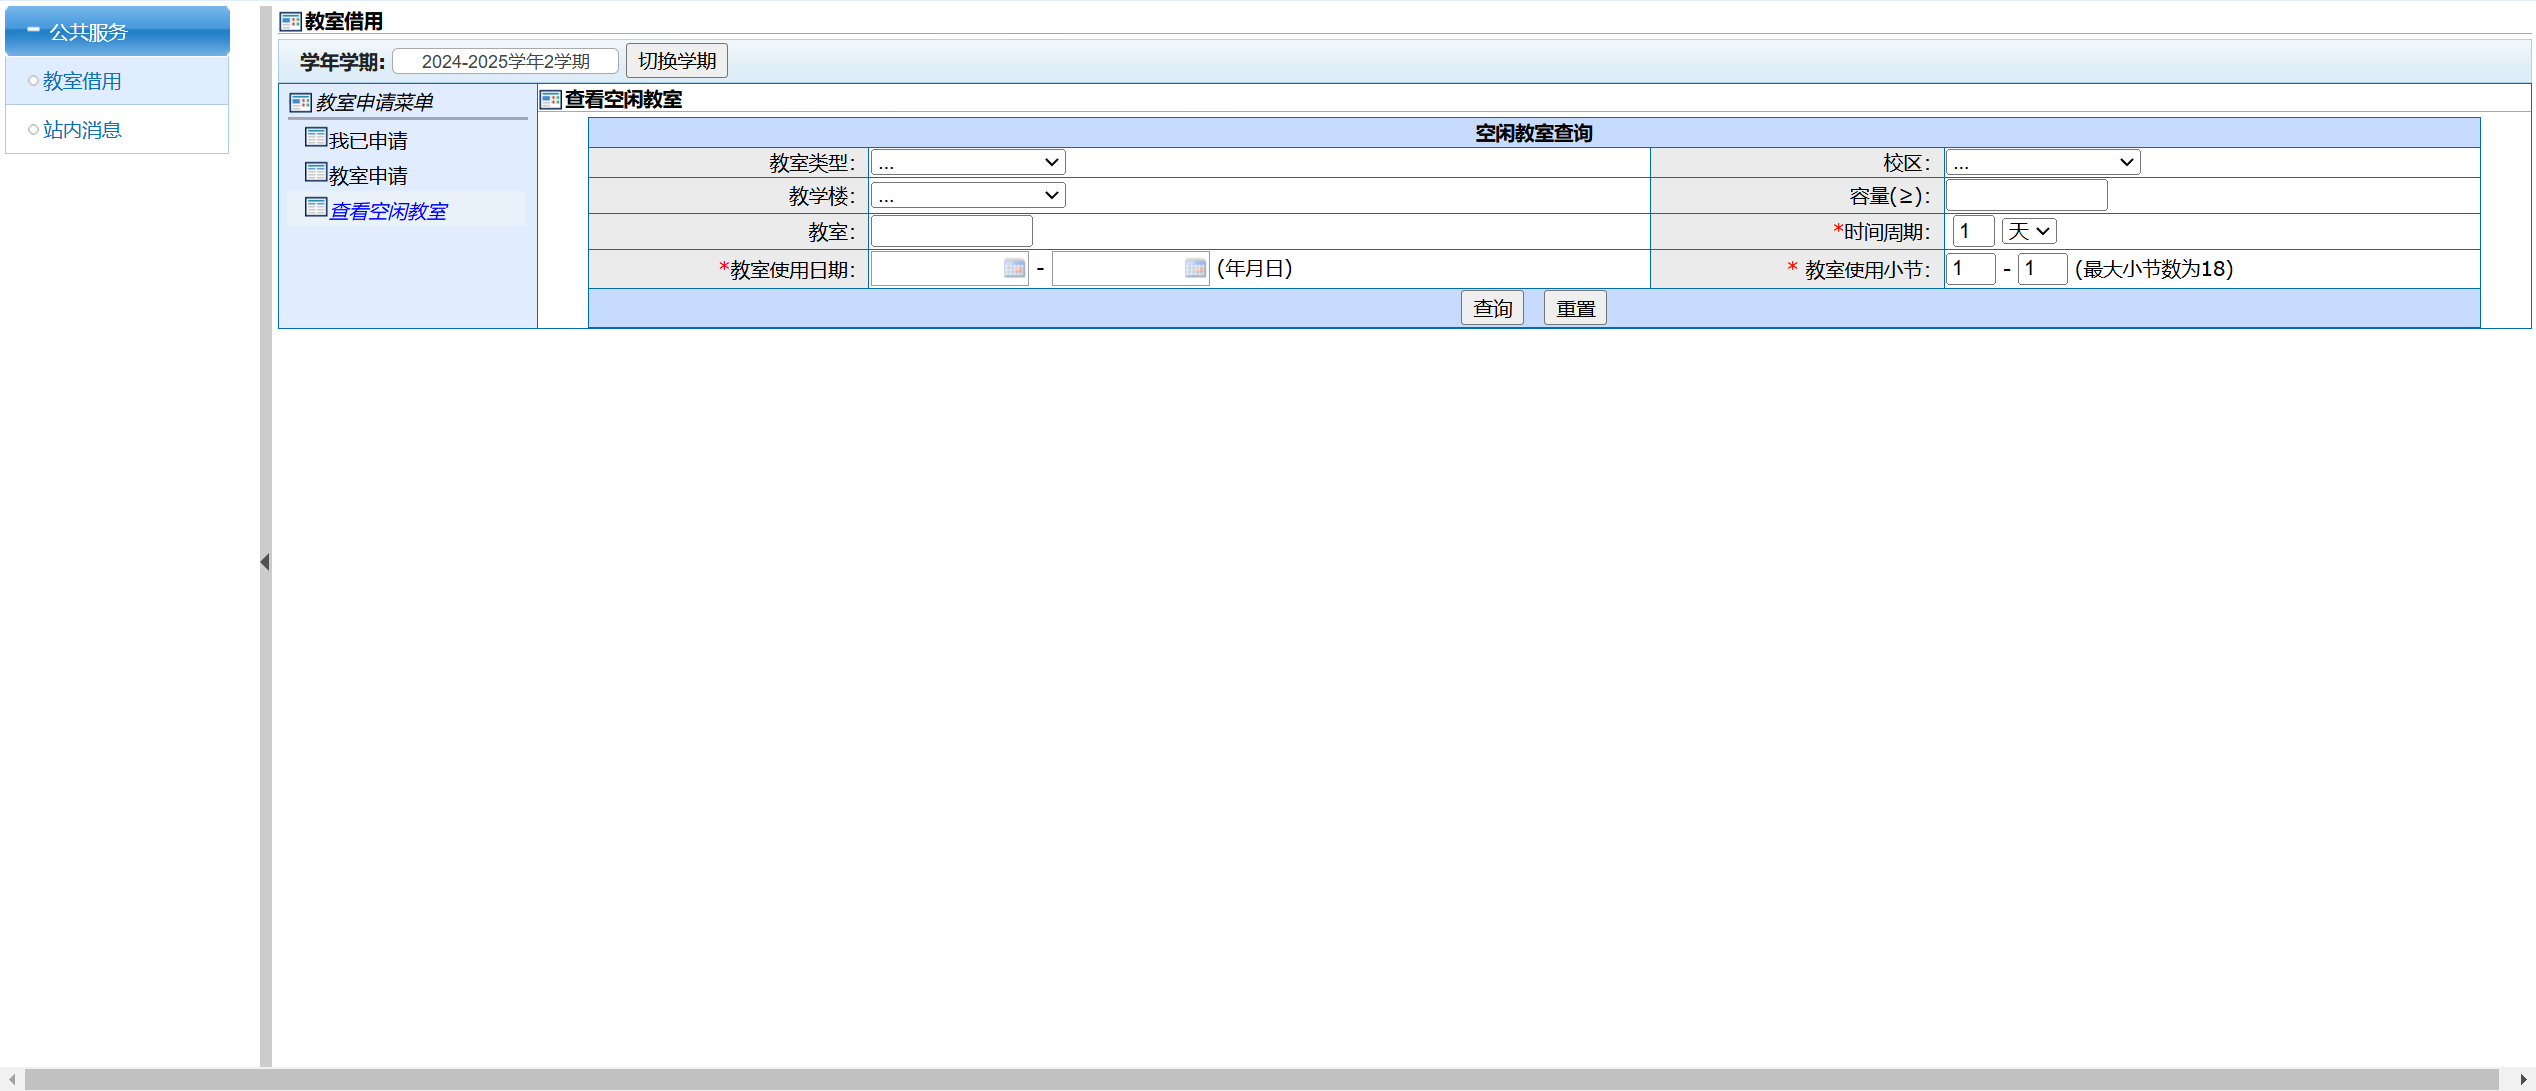 公共服务
教室借用
站内消息
教室借用
学年学期: 2024-2025学年2学期 切换学期
教室申请菜单
我已申请
教室申请
查看空闲教室
查看空闲教室
空闲教室查询
教室类型: ... 校区: ...
教学楼: ... 容量(≥):
教室: *时间周期: 1 天
*教室使用日期: - (年月日) * 教室使用小节: 1 - 1 (最大小节数为18)
查询 重置